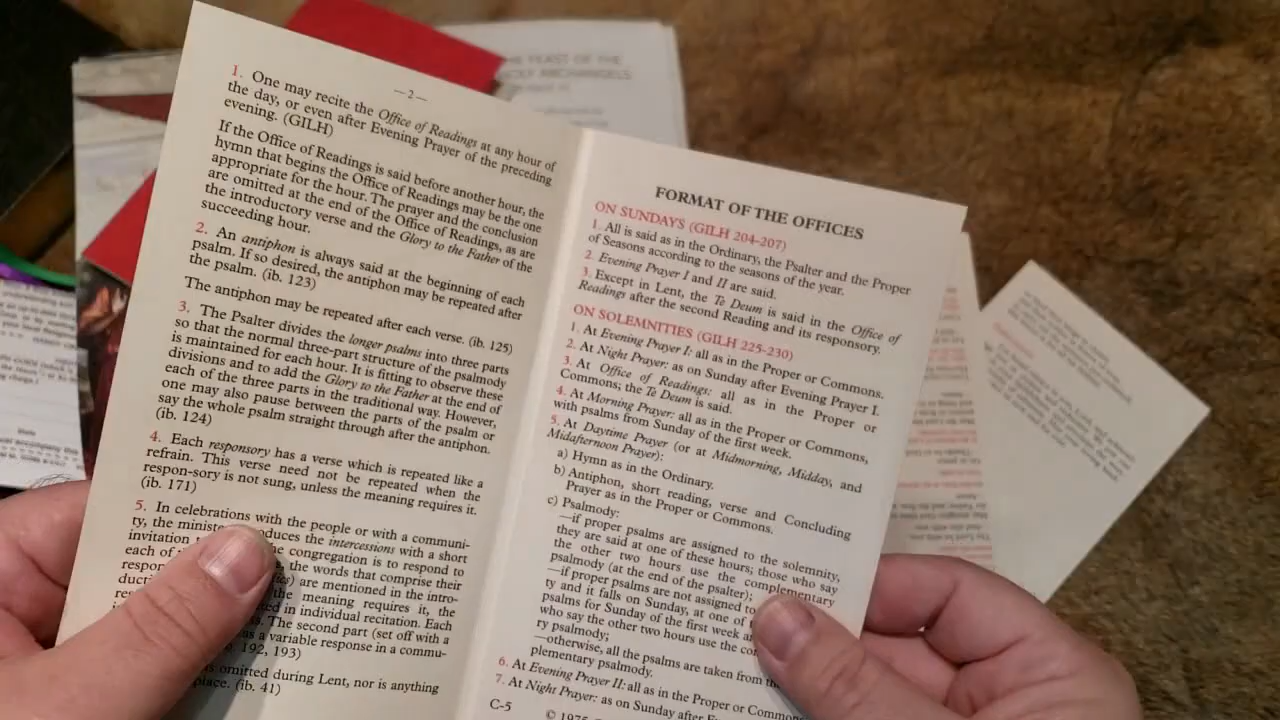 —2—
1. One may recite the Office of Readings at any hour of
the day, or even after Evening Prayer of the preceding
evening. (GILH)
If the Office of Readings is said before another hour, the
hymn that begins the Office of Readings may be the one
appropriate for the hour. The prayer and the conclusion
are omitted at the end of the Office of Readings, as are
the introductory verse and the Glory to the Father of the
succeeding hour.
2. An antiphon is always said at the beginning of each
psalm. If so desired, the antiphon may be repeated after
the psalm. (ib. 123)
The antiphon may be repeated after each verse. (ib. 125)
3. The Psalter divides the longer psalms into three parts
so that the normal three-part structure of the psalmody
is maintained for each hour. It is fitting to observe these
divisions and to add the Glory to the Father at the end of
each of the three parts in the traditional way. However,
one may also pause between the parts of the psalm or
say the whole psalm straight through after the antiphon.
(ib. 124)
4. Each responsory has a verse which is repeated like a
refrain. This verse need not be repeated when the
respon-sory is not sung, unless the meaning requires it.
(ib. 171)
5. In celebrations with the people or with a communi-
ty, the ministe oduces the intercessions with a short
invitation e congregation is to respond to
each of the words that comprise their
respon are mentioned in the intro-
ducti the meaning requires it, the
res ed in individual recitation. Each
The second part (set off with a
as a variable response in a commu-
192, 193)
s omitted during Lent, nor is anything
place. (ib. 41)
FORMAT OF THE OFFICES
ON SUNDAYS (GILH 204-207)
1. All is said as in the Ordinary, the Psalter and the Proper
of Seasons according to the seasons of the year.
2. Evening Prayer I and II are said.
3. Except in Lent, the Te Deum is said in the Office of
Readings after the second Reading and its responsory.
ON SOLEMNITIES (GILH 225-230)
1. At Evening Prayer I: all as in the Proper or Commons.
2. At Night Prayer: as on Sunday after Evening Prayer I.
3. At Office of Readings: all as in the Proper or
Commons; the Te Deum is said.
4. At Morning Prayer: all as in the Proper or Commons,
with psalms from Sunday of the first week.
5. At Daytime Prayer (or at Midmorning, Midday, and
Midafternoon Prayer):
a) Hymn as in the Ordinary.
b) Antiphon, short reading, verse and Concluding
Prayer as in the Proper or Commons.
c) Psalmody:
—if proper psalms are assigned to the solemnity,
they are said at one of these hours; those who say
the other two hours use the complementary
psalmody (at the end of the psalter);
—if proper psalms are not assigned to
ty and it falls on Sunday, at one of
psalms for Sunday of the first week a
who say the other two hours use the co
ry psalmody;
—otherwise, all the psalms are taken from th
plementary psalmody.
6. At Evening Prayer II: all as in the Proper or Commons
7. At Night Prayer: as on Sunday after E
C-5
© 1975
FEAST OF THE
ARCHANGELS